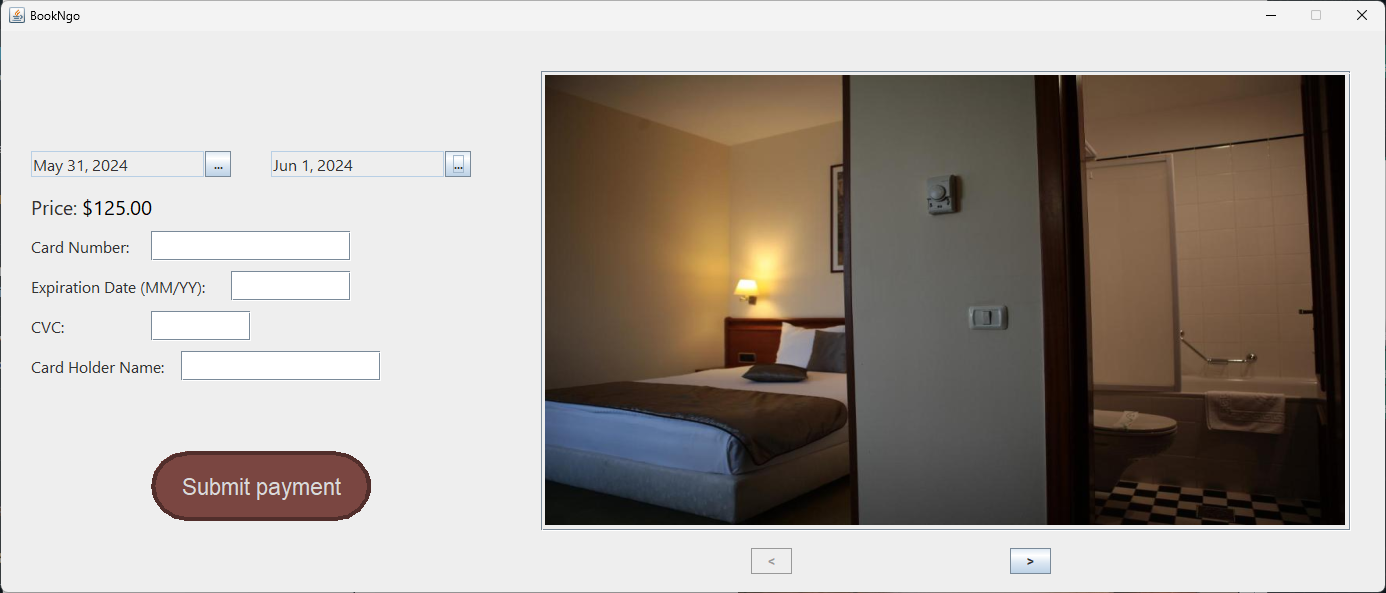 BookNgo
May 31, 2024 ... Jun 1, 2024 ...
Price: $125.00
Card Number:
Expiration Date (MM/YY):
CVC:
Card Holder Name:
Submit payment
< >